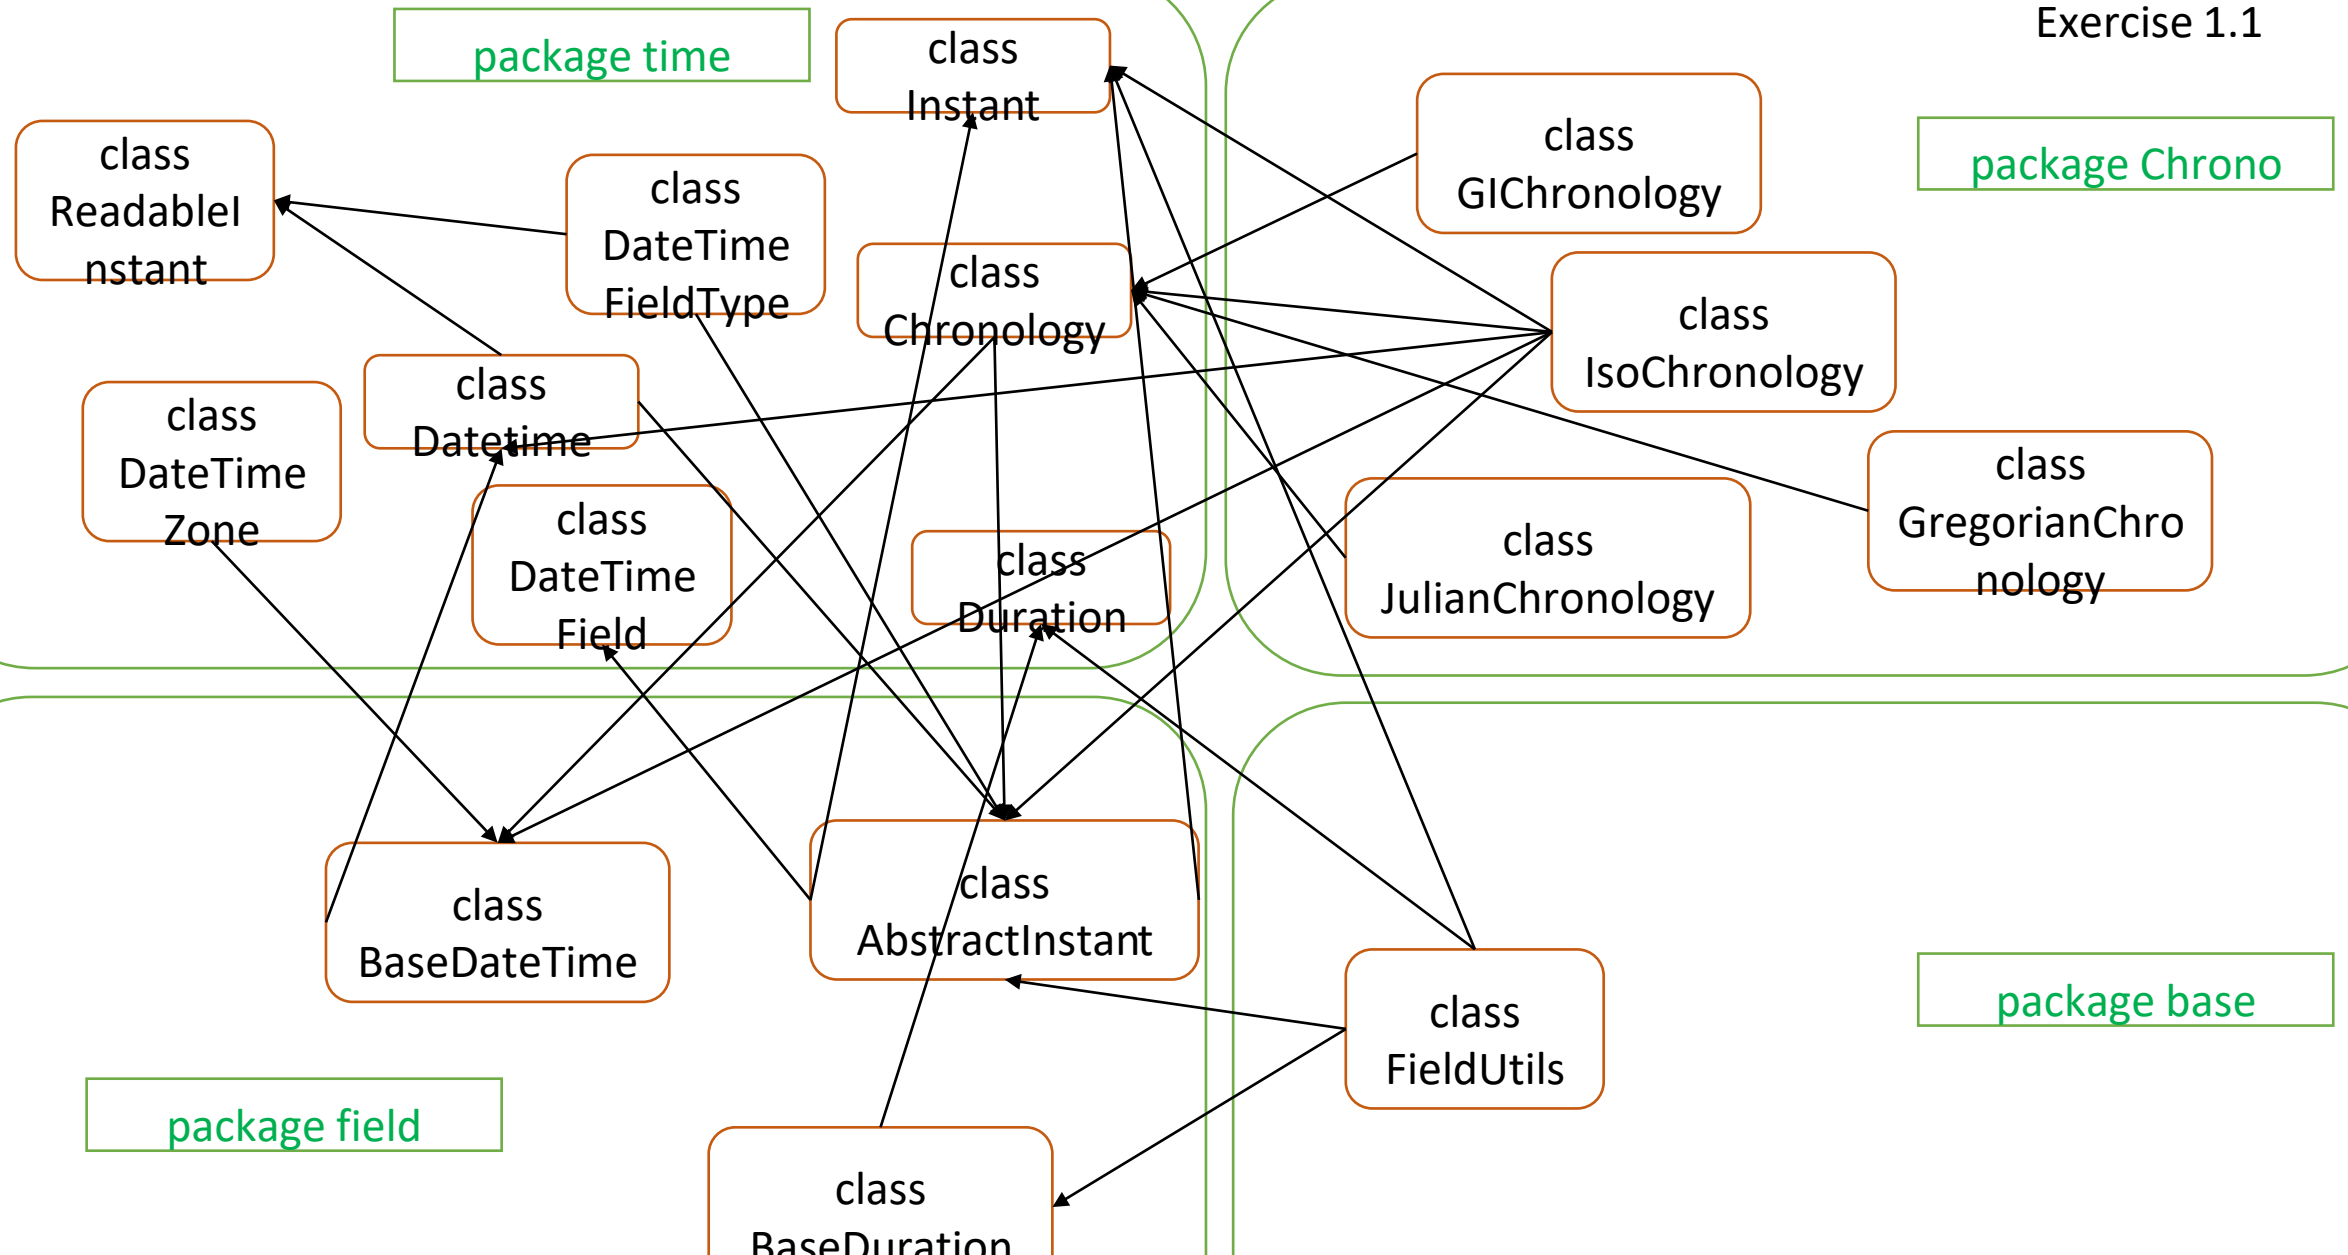 Exercise 1.1
package time
class
Instant
class
ReadableI
nstant
class
DateTime
FieldType
class
Chronology
class
Datetime
class
DateTime
Zone
class
DateTime
Field
class
Duration
package Chrono
class
GIChronology
class
IsoChronology
class
GregorianChro
nology
class
JulianChronology
class
BaseDateTime
class
AbstractInstant
package field
class
BaseDuration
class
FieldUtils
package base